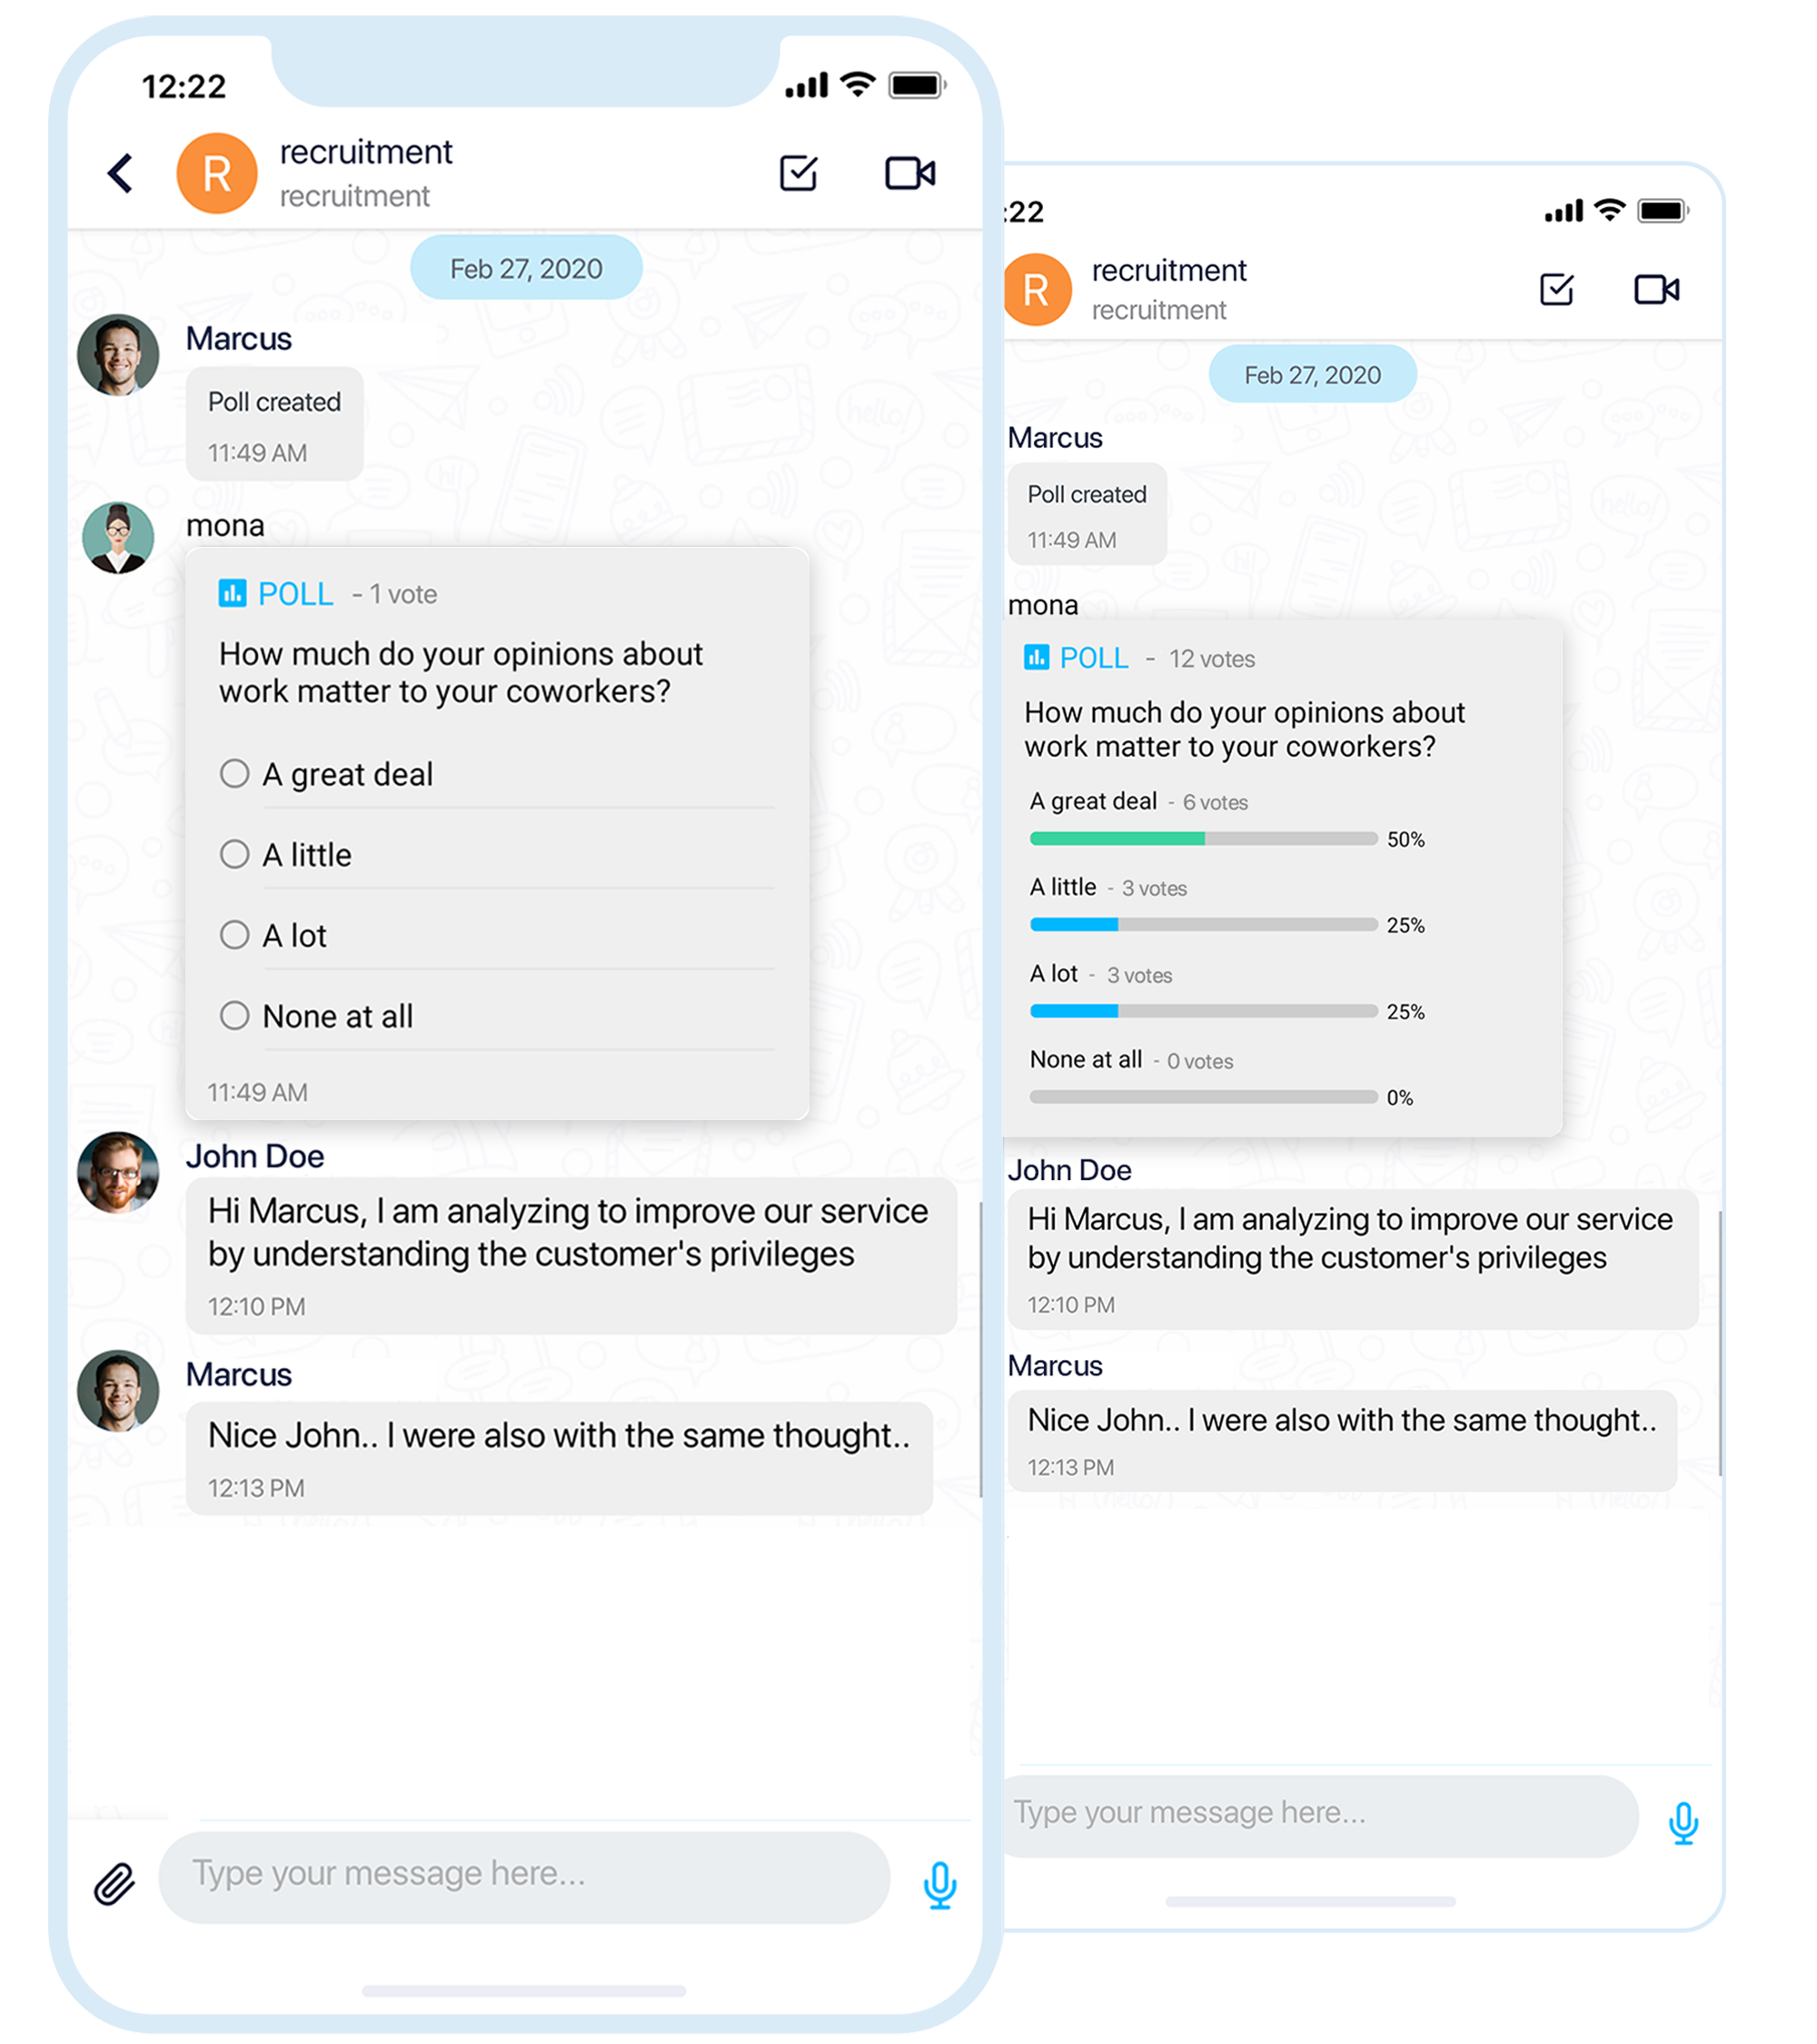 12:22
R
recruitment
recruitment
Feb 27, 2020
Marcus
Poll created
11:49 AM
mona
POLL - 1 vote
How much do your opinions about
work matter to your coworkers?
A great deal
A little
A lot
None at all
11:49 AM
John Doe
Hi Marcus, I am analyzing to improve our service
by understanding the customer's privileges
12:10 PM
Marcus
Nice John.. I were also with the same thought..
12:13 PM
Type your message here...
:22
R
recruitment
recruitment
Feb 27, 2020
Marcus
Poll created
11:49 AM
mona
POLL - 12 votes
How much do your opinions about
work matter to your coworkers?
A great deal - 6 votes
50%
A little - 3 votes
25%
A lot - 3 votes
25%
None at all - 0 votes
0%
John Doe
Hi Marcus, I am analyzing to improve our service
by understanding the customer's privileges
12:10 PM
Marcus
Nice John.. I were also with the same thought..
12:13 PM
Type your message here...